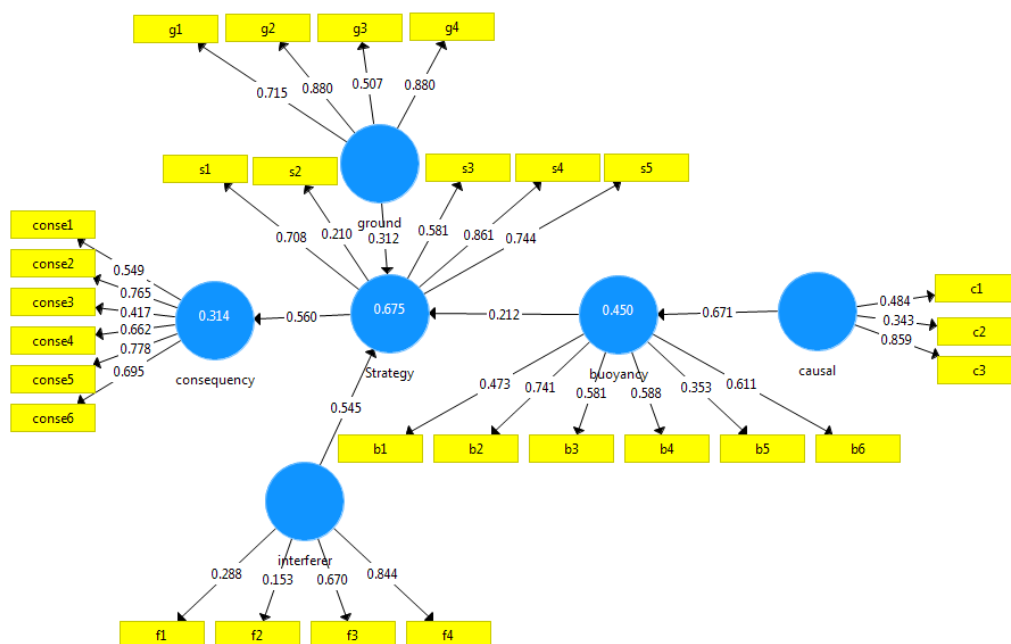 g1 g2 g3 g4
0.715 0.880 0.507 0.880
s1 s2 s3 s4 s5
ground
0.708 0.210 0.312 0.581 0.861 0.744
conse1
conse2
conse3
conse4
conse5
conse6
0.549
0.765
0.417
0.662
0.778
0.695
0.314 0.560 0.675 0.212 0.450 0.671
consequency Strategy buoyancy causal
0.484
0.343
0.859
c1
c2
c3
0.545
0.473 0.741 0.581 0.588 0.353 0.611
b1 b2 b3 b4 b5 b6
interferer
0.288 0.153 0.670 0.844
f1 f2 f3 f4